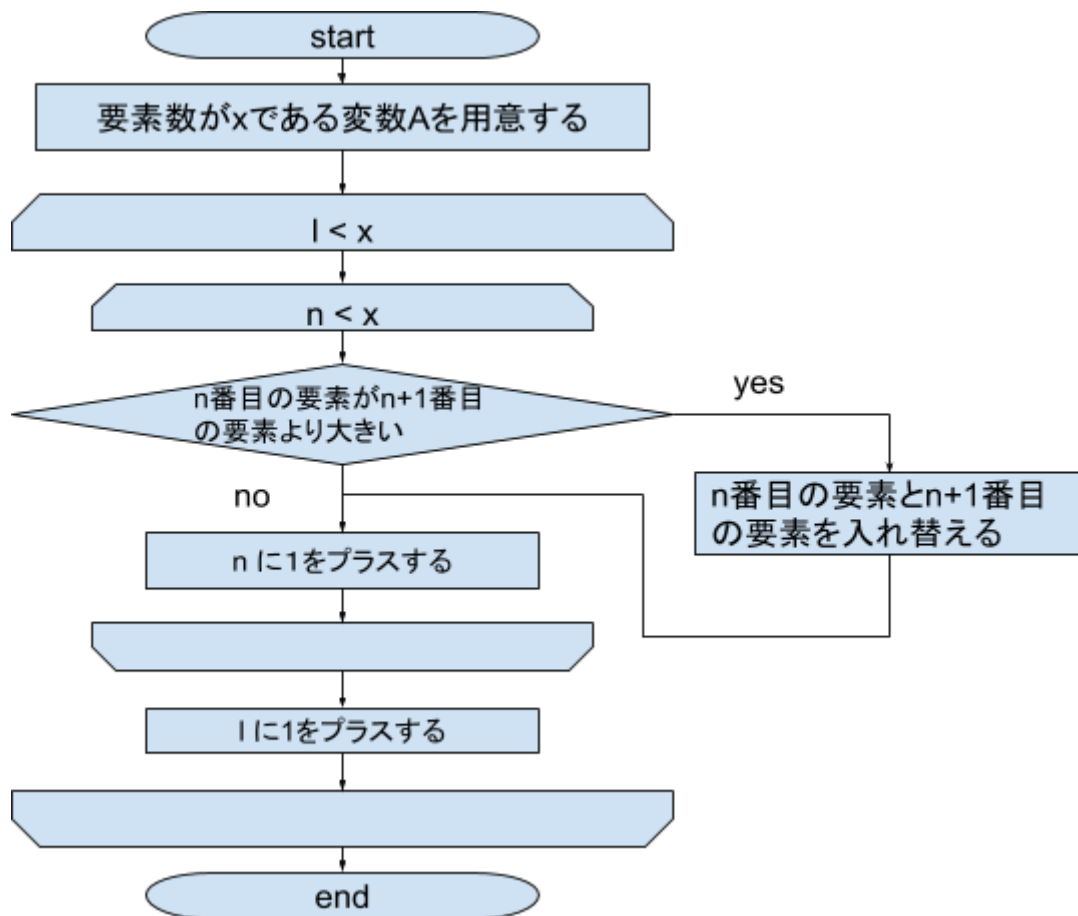 start
要素数がxである変数Aを用意する
l < x
n < x
n番目の要素がn+1番目
の要素より大きい
yes
no
n番目の要素とn+1番目
の要素を入れ替える
n に1をプラスする
l に1をプラスする
end